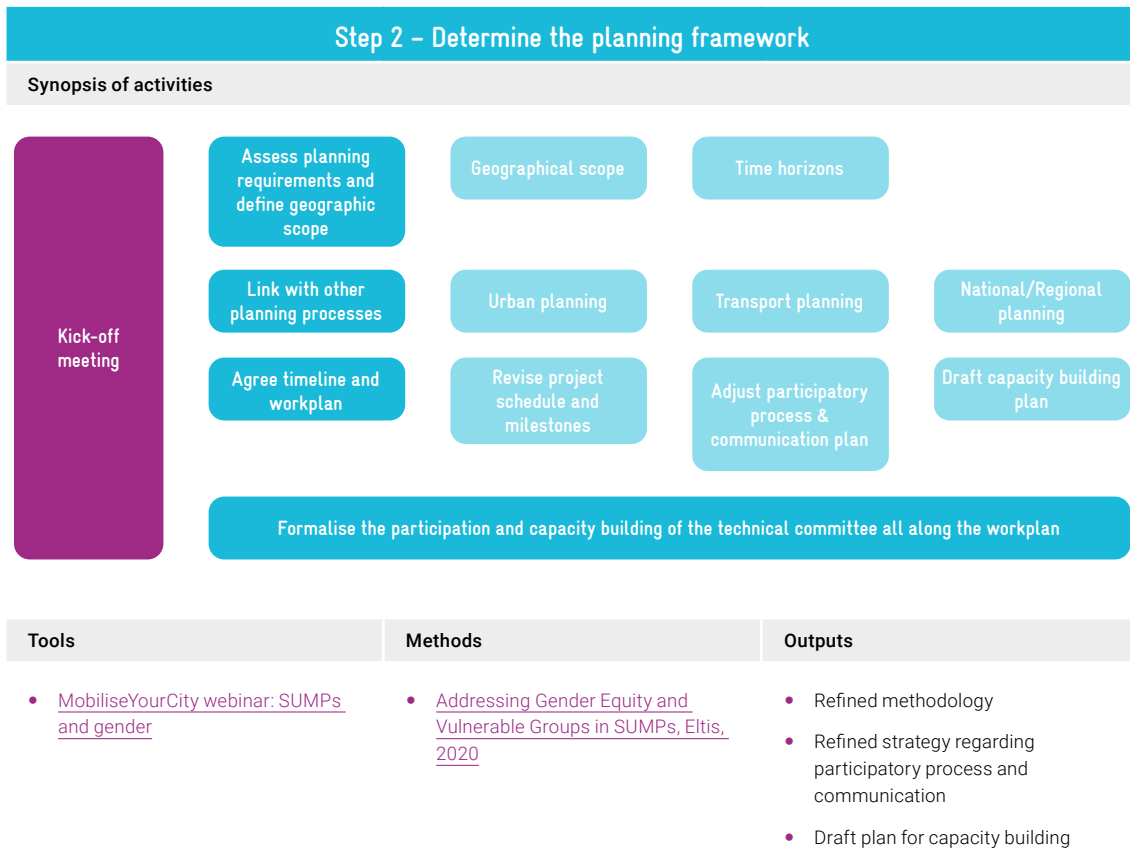 Step 2 – Determine the planning framework
Synopsis of activities
Kick-off
meeting
Assess planning
requirements and
define geographic
scope
Geographical scope
Time horizons
Link with other
planning processes
Urban planning
Transport planning
National/Regional
planning
Agree timeline and
workplan
Revise project
schedule and
milestones
Adjust participatory
process &
communication plan
Draft capacity building
plan
Formalise the participation and capacity building of the technical committee all along the workplan
Tools
• MobiliseYourCity webinar: SUMPs
and gender
Methods
• Addressing Gender Equity and
Vulnerable Groups in SUMPs, Eltis,
2020
Outputs
• Refined methodology
• Refined strategy regarding
participatory process and
communication
• Draft plan for capacity building